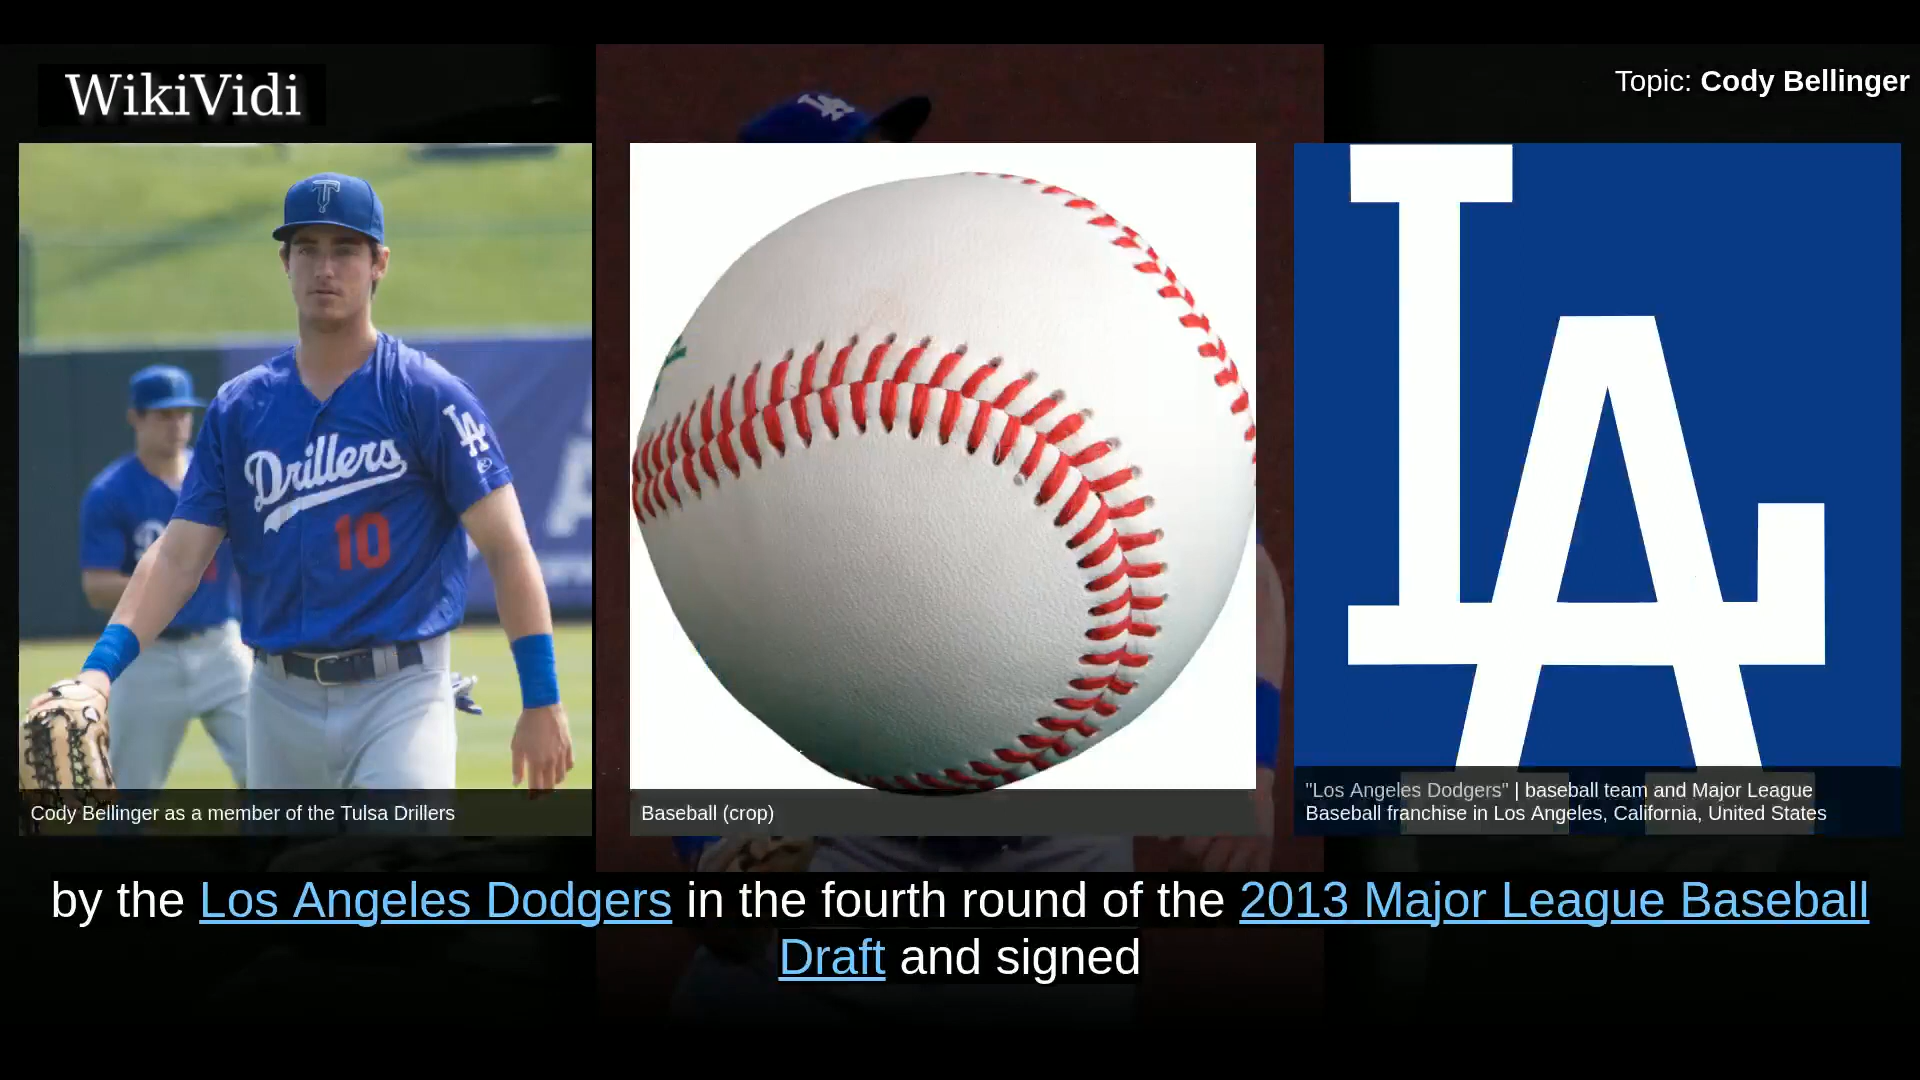 WikiVidi
Topic: Cody Bellinger
T
Drillers
LA
10
LA
LA
Cody Bellinger as a member of the Tulsa Drillers
Baseball (crop)
"Los Angeles Dodgers" | baseball team and Major League
Baseball franchise in Los Angeles, California, United States
by the Los Angeles Dodgers in the fourth round of the 2013 Major League Baseball
Draft and signed